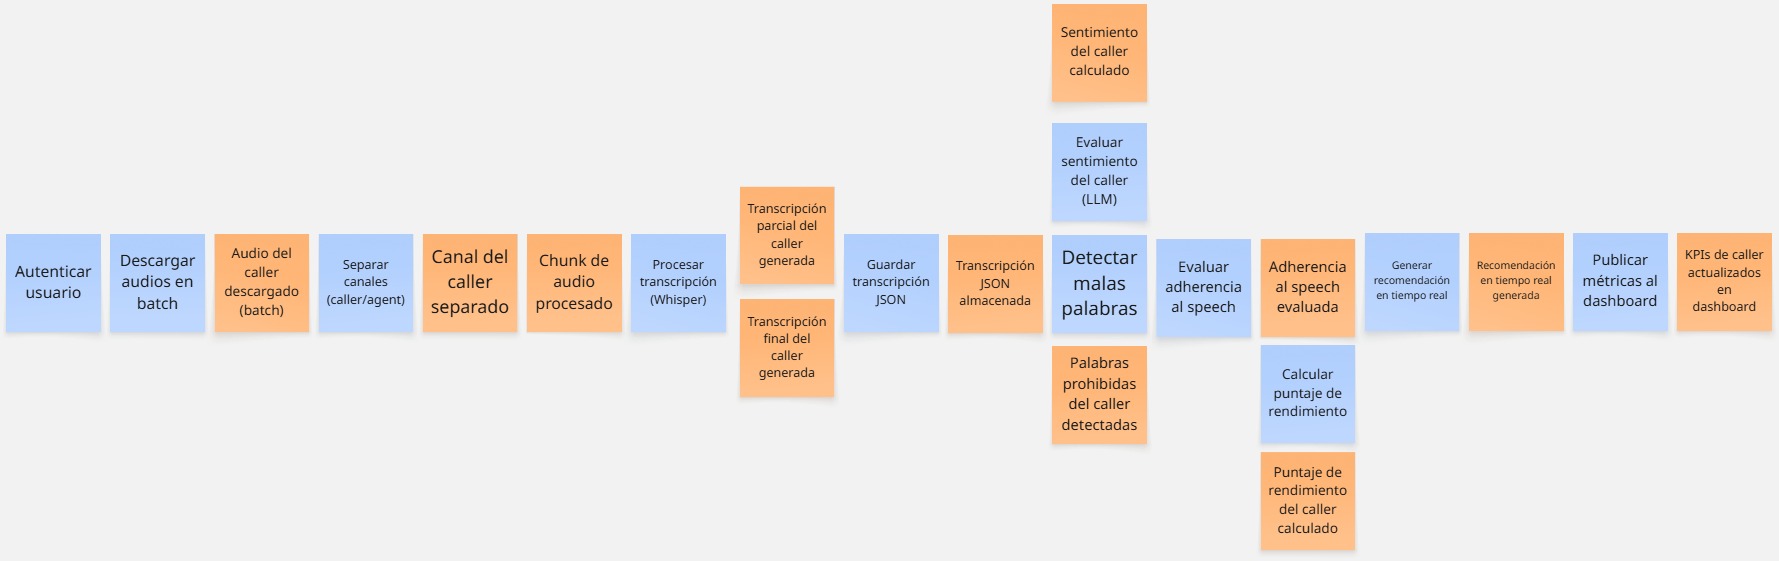 Autenticar
usuario
Descargar
audios en
batch
Audio del
caller
descargado
(batch)
Separar
canales
(caller/agent)
Canal del
caller
separado
Chunk de
audio
procesado
Procesar
transcripción
(Whisper)
Transcripción
parcial del
caller
generada
Transcripción
final del
caller
generada
Guardar
transcripción
JSON
Transcripción
JSON
almacenada
Sentimiento
del caller
calculado
Evaluar
sentimiento
del caller
(LLM)
Detectar
malas
palabras
Palabras
prohibidas
del caller
detectadas
Evaluar
adherencia
al speech
Adherencia
al speech
evaluada
Calcular
puntaje de
rendimiento
Puntaje de
rendimiento
del caller
calculado
Generar
recomendación
en tiempo real
Recomendación
en tiempo real
generada
Publicar
métricas al
dashboard
KPIs de caller
actualizados
en
dashboard